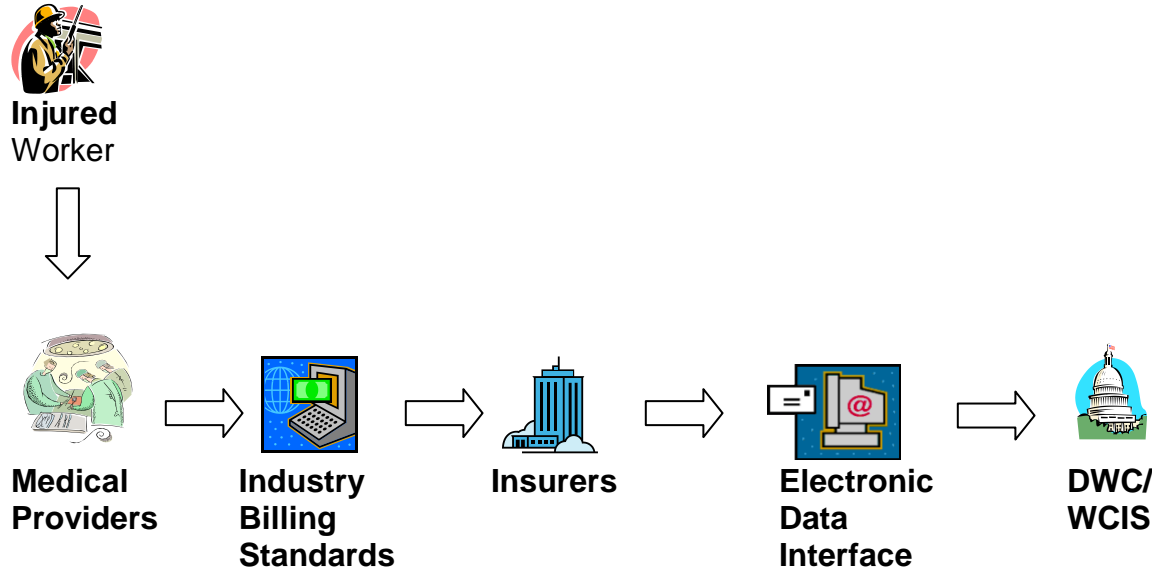 Injured
Worker
Medical
Providers
Industry
Billing
Standards
Insurers
@
Electronic
Data
Interface
DWC/
WCIS